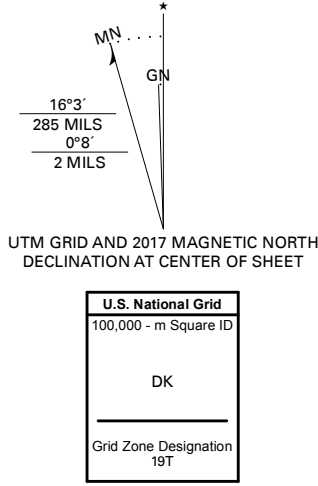 ★
MN
GN
16°3´
285 MILS
0°8´
2 MILS
UTM GRID AND 2017 MAGNETIC NORTH
DECLINATION AT CENTER OF SHEET
U.S. National Grid
100,000 - m Square ID
DK
Grid Zone Designation
19T